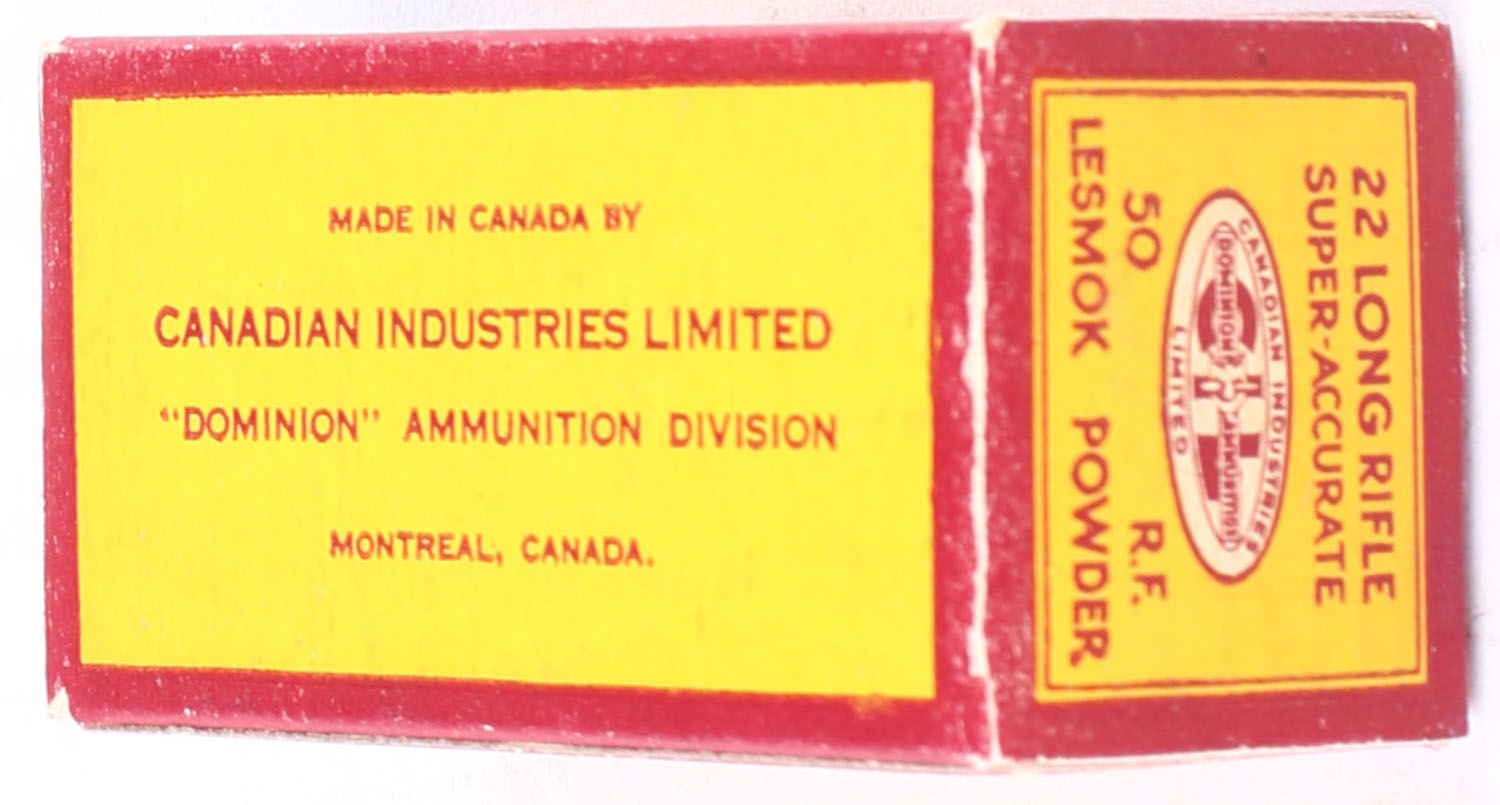 MADE IN CANADA BY
CANADIAN INDUSTRIES LIMITED
"DOMINION" AMMUNITION DIVISION
MONTREAL, CANADA.
22 LONG RIFLE
SUPER-ACCURATE
CANADIAN INDUSTRIES
DOMINION AMMUNITION
LIMITED
50 R.F.
LESMOK POWDER